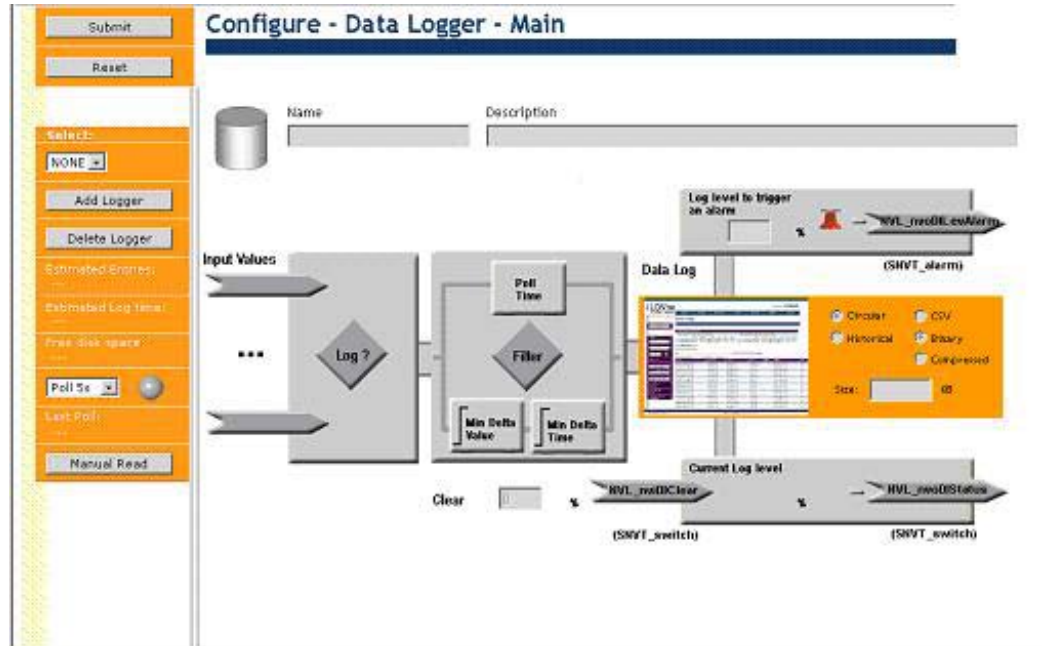 Submit
Configure - Data Logger - Main
Reset
Name
Description
Select:
NONE
Add Logger
Delete Logger
Estimated Entries:
---
Estimated Log time:
---
Free disk space
---
Poll 5s
Last Poll:
---
Manual Read
Input Values
...
Log ?
Poll
Time
Filler
Min Delta
Value
Min Delta
Time
Log level to trigger
an alarm
%
NVL_nvoDlLevAlarm
(SNVT_alarm)
Data Log
Circular
CSV
Historical
Binary
Compressed
Size:
KB
Current Log level
%
NVL_nvoDlStatus
(SNVT_switch)
Clear
%
NVL_nviDlClear
(SNVT_switch)